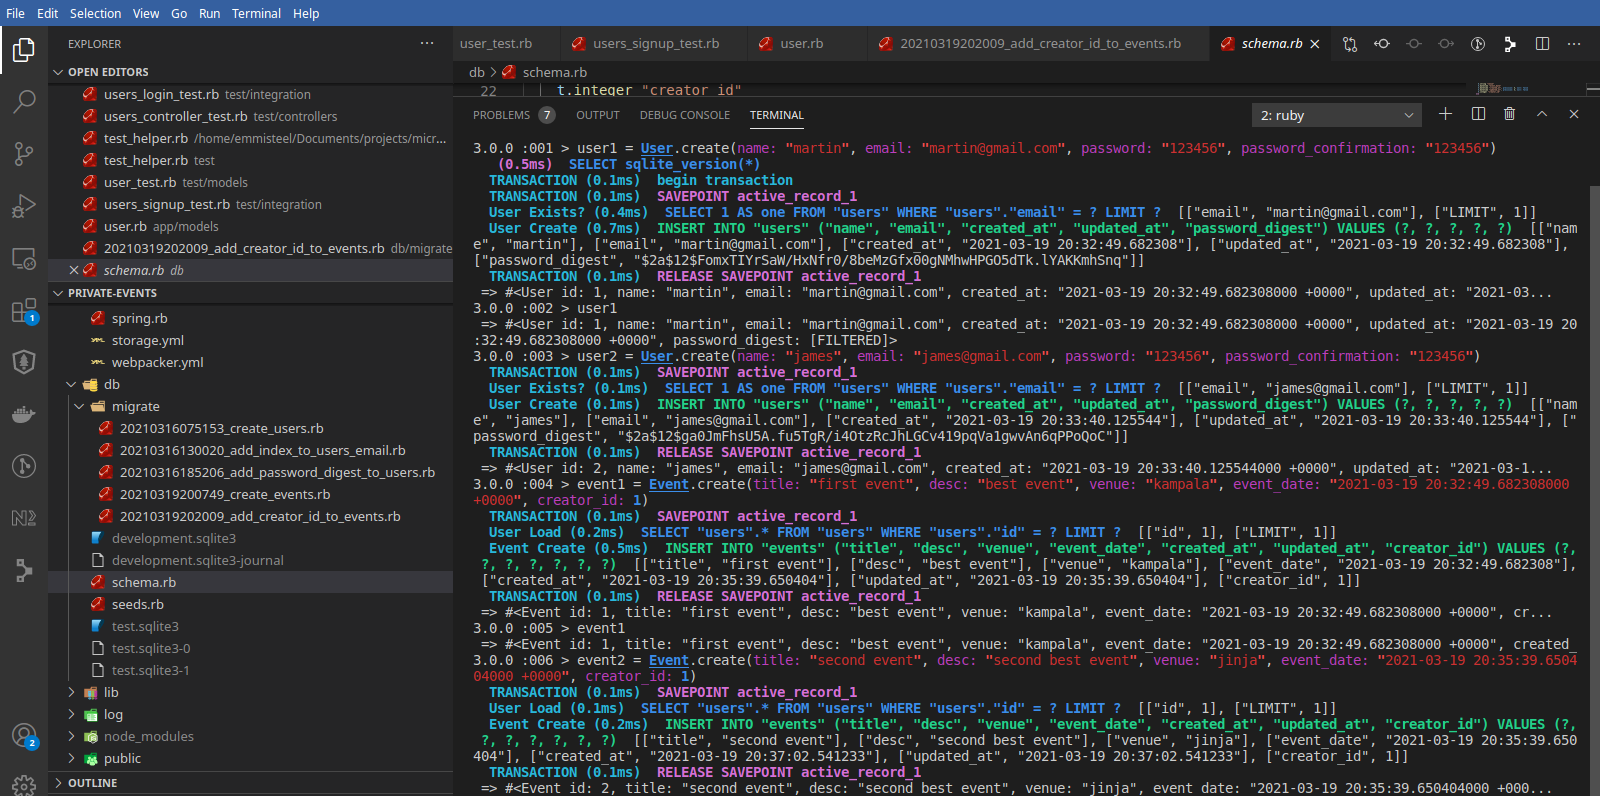 File Edit Selection View Go Run Terminal Help
EXPLORER
OPEN EDITORS
users_login_test.rb test/integration
users_controller_test.rb test/controllers
test_helper.rb /home/emmisteel/Documents/projects/micr...
test_helper.rb test
user_test.rb test/models
users_signup_test.rb test/integration
user.rb app/models
20210319202009_add_creator_id_to_events.rb db/migrate
schema.rb db
PRIVATE-EVENTS
spring.rb
storage.yml
webpacker.yml
db
migrate
20210316075153_create_users.rb
20210316130020_add_index_to_users_email.rb
20210316185206_add_password_digest_to_users.rb
20210319200749_create_events.rb
20210319202009_add_creator_id_to_events.rb
development.sqlite3
development.sqlite3-journal
schema.rb
seeds.rb
test.sqlite3
test.sqlite3-0
test.sqlite3-1
lib
log
node_modules
public
OUTLINE
1
2
user_test.rb users_signup_test.rb user.rb 20210319202009_add_creator_id_to_events.rb schema.rb
db > schema.rb
22 t.integer "creator_id"
PROBLEMS 7 OUTPUT DEBUG CONSOLE TERMINAL 2: ruby
3.0.0 :001 > user1 = User.create(name: "martin", email: "martin@gmail.com", password: "123456", password_confirmation: "123456")
(0.5ms) SELECT sqlite_version(*)
TRANSACTION (0.1ms) begin transaction
TRANSACTION (0.1ms) SAVEPOINT active_record_1
User Exists? (0.4ms) SELECT 1 AS one FROM "users" WHERE "users"."email" = ? LIMIT ? [["email", "martin@gmail.com"], ["LIMIT", 1]]
User Create (0.7ms) INSERT INTO "users" ("name", "email", "created_at", "updated_at", "password_digest") VALUES (?, ?, ?, ?, ?) [["nam
e", "martin"], ["email", "martin@gmail.com"], ["created_at", "2021-03-19 20:32:49.682308"], ["updated_at", "2021-03-19 20:32:49.682308"],
["password_digest", "$2a$12$FomxTIYrSaW/HxNfr0/8beMzGfx00gNMhwHPGO5dTk.lYAKKmhSnq"]]
TRANSACTION (0.1ms) RELEASE SAVEPOINT active_record_1
=> #<User id: 1, name: "martin", email: "martin@gmail.com", created_at: "2021-03-19 20:32:49.682308000 +0000", updated_at: "2021-03...
3.0.0 :002 > user1
=> #<User id: 1, name: "martin", email: "martin@gmail.com", created_at: "2021-03-19 20:32:49.682308000 +0000", updated_at: "2021-03-19 20
:32:49.682308000 +0000", password_digest: [FILTERED]>
3.0.0 :003 > user2 = User.create(name: "james", email: "james@gmail.com", password: "123456", password_confirmation: "123456")
TRANSACTION (0.1ms) SAVEPOINT active_record_1
User Exists? (0.1ms) SELECT 1 AS one FROM "users" WHERE "users"."email" = ? LIMIT ? [["email", "james@gmail.com"], ["LIMIT", 1]]
User Create (0.1ms) INSERT INTO "users" ("name", "email", "created_at", "updated_at", "password_digest") VALUES (?, ?, ?, ?, ?) [["nam
e", "james"], ["email", "james@gmail.com"], ["created_at", "2021-03-19 20:33:40.125544"], ["updated_at", "2021-03-19 20:33:40.125544"], ["
password_digest", "$2a$12$ga0JmFhsU5A.fu5TgR/i4OtzRcJhLGCv419pqVa1gwvAn6qPPoQoC"]]
TRANSACTION (0.1ms) RELEASE SAVEPOINT active_record_1
=> #<User id: 2, name: "james", email: "james@gmail.com", created_at: "2021-03-19 20:33:40.125544000 +0000", updated_at: "2021-03-1...
3.0.0 :004 > event1 = Event.create(title: "first event", desc: "best event", venue: "kampala", event_date: "2021-03-19 20:32:49.682308000
+0000", creator_id: 1)
TRANSACTION (0.1ms) SAVEPOINT active_record_1
User Load (0.2ms) SELECT "users".* FROM "users" WHERE "users"."id" = ? LIMIT ? [["id", 1], ["LIMIT", 1]]
Event Create (0.5ms) INSERT INTO "events" ("title", "desc", "venue", "event_date", "created_at", "updated_at", "creator_id") VALUES (?,
?, ?, ?, ?, ?, ?) [["title", "first event"], ["desc", "best event"], ["venue", "kampala"], ["event_date", "2021-03-19 20:32:49.682308"],
["created_at", "2021-03-19 20:35:39.650404"], ["updated_at", "2021-03-19 20:35:39.650404"], ["creator_id", 1]]
TRANSACTION (0.1ms) RELEASE SAVEPOINT active_record_1
=> #<Event id: 1, title: "first event", desc: "best event", venue: "kampala", event_date: "2021-03-19 20:32:49.682308000 +0000", cr...
3.0.0 :005 > event1
=> #<Event id: 1, title: "first event", desc: "best event", venue: "kampala", event_date: "2021-03-19 20:32:49.682308000 +0000", created_
3.0.0 :006 > event2 = Event.create(title: "second event", desc: "second best event", venue: "jinja", event_date: "2021-03-19 20:35:39.6504
04000 +0000", creator_id: 1)
TRANSACTION (0.1ms) SAVEPOINT active_record_1
User Load (0.1ms) SELECT "users".* FROM "users" WHERE "users"."id" = ? LIMIT ? [["id", 1], ["LIMIT", 1]]
Event Create (0.2ms) INSERT INTO "events" ("title", "desc", "venue", "event_date", "created_at", "updated_at", "creator_id") VALUES (?,
?, ?, ?, ?, ?, ?) [["title", "second event"], ["desc", "second best event"], ["venue", "jinja"], ["event_date", "2021-03-19 20:35:39.650
404"], ["created_at", "2021-03-19 20:37:02.541233"], ["updated_at", "2021-03-19 20:37:02.541233"], ["creator_id", 1]]
TRANSACTION (0.1ms) RELEASE SAVEPOINT active_record_1
=> #<Event id: 2, title: "second event", desc: "second best event", venue: "jinja", event_date: "2021-03-19 20:35:39.650404000 +000...